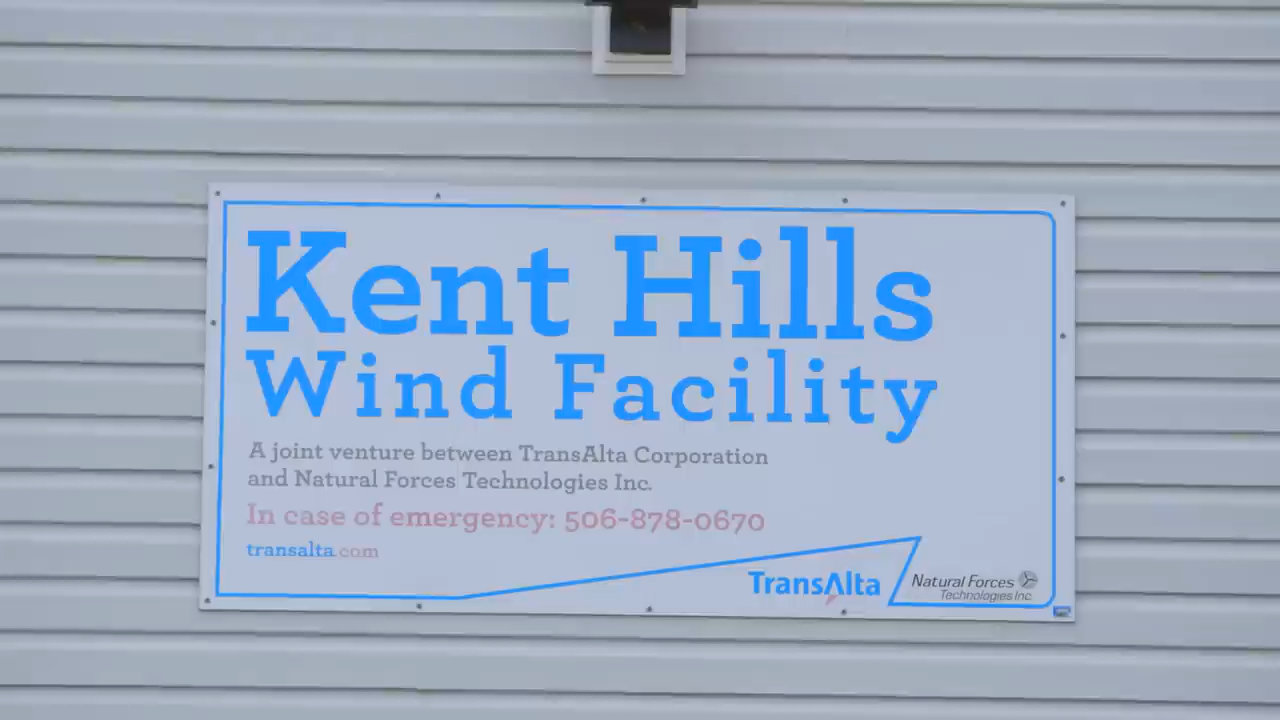 Kent Hills
Wind Facility
A joint venture between TransAlta Corporation
and Natural Forces Technologies Inc.
In case of emergency: 506-878-0670
transalta.com
TransAlta
Natural Forces
Technologies Inc.